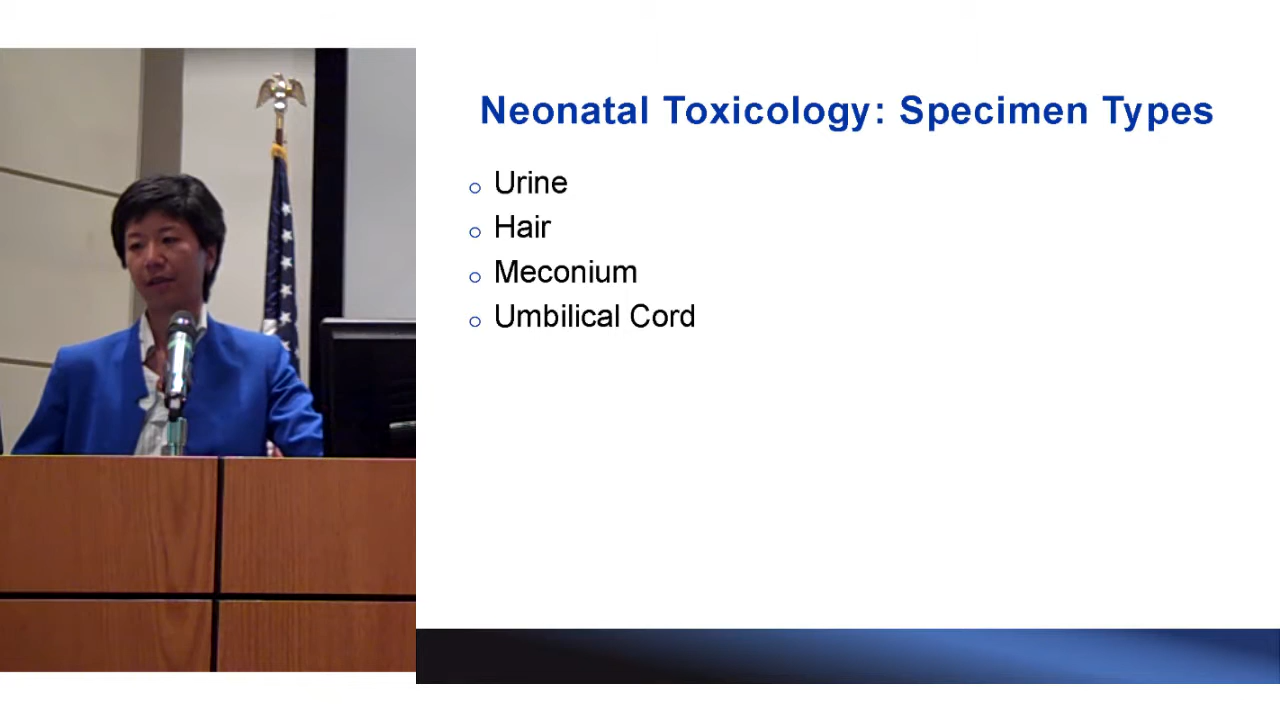 Neonatal Toxicology: Specimen Types
Urine
Hair
Meconium
Umbilical Cord